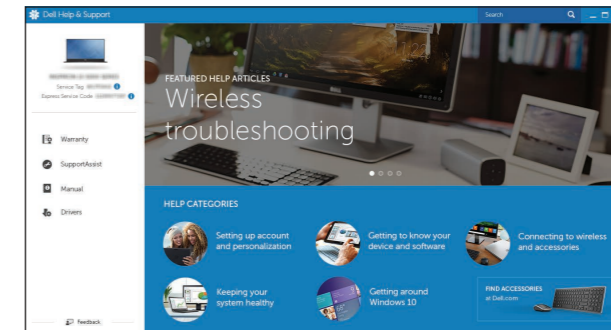 Dell Help & Support
Search
Service Tag:
Express Service Code:
Warranty
SupportAssist
Manual
Drivers
Feedback
FEATURED HELP ARTICLES
Wireless
troubleshooting
HELP CATEGORIES
Setting up account
and personalization
Getting to know your
device and software
Connecting to wireless
and accessories
Keeping your
system healthy
Getting around
Windows 10
FIND ACCESSORIES
at Dell.com